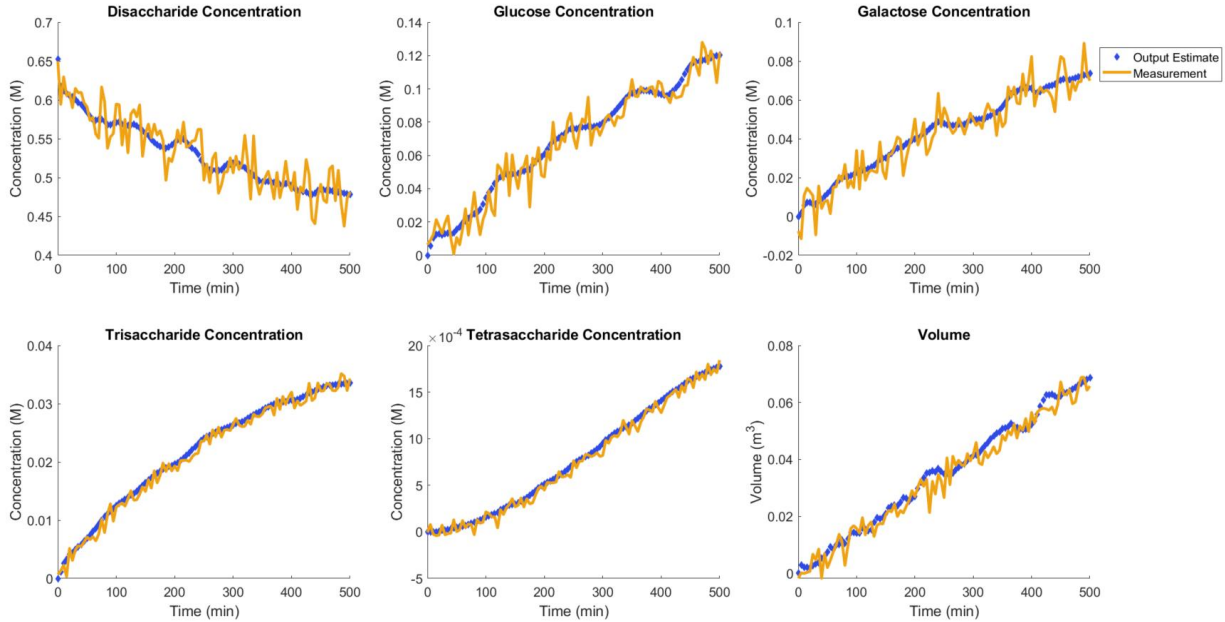 Disaccharide Concentration
0.7
0.65
0.6
0.55
0.5
0.45
0.4
Concentration (M)
0 100 200 300 400 500
Time (min)
Glucose Concentration
0.14
0.12
0.1
0.08
0.06
0.04
0.02
0
Concentration (M)
0 100 200 300 400 500
Time (min)
Galactose Concentration
0.1
0.08
0.06
0.04
0.02
0
-0.02
Concentration (M)
0 100 200 300 400 500
Time (min)
Output Estimate
Measurement
Trisaccharide Concentration
0.04
0.03
0.02
0.01
0
Concentration (M)
0 100 200 300 400 500
Time (min)
×10⁻⁴ Tetrasaccharide Concentration
20
15
10
5
0
-5
Concentration (M)
0 100 200 300 400 500
Time (min)
Volume
0.08
0.06
0.04
0.02
0
Volume (m³)
0 100 200 300 400 500
Time (min)